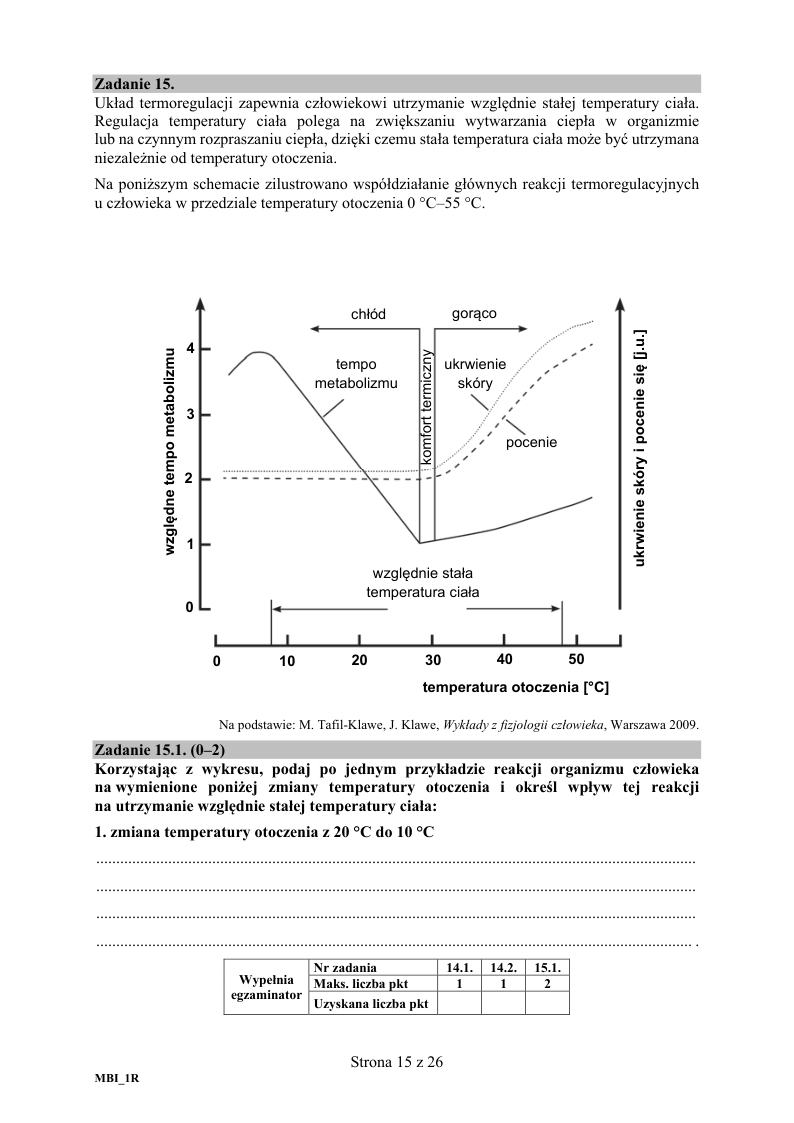 Zadanie 15.
Układ termoregulacji zapewnia człowiekowi utrzymanie względnie stałej temperatury ciała.
Regulacja temperatury ciała polega na zwiększaniu wytwarzania ciepła w organizmie
lub na czynnym rozpraszaniu ciepła, dzięki czemu stała temperatura ciała może być utrzymana
niezależnie od temperatury otoczenia.
Na poniższym schemacie zilustrowano współdziałanie głównych reakcji termoregulacyjnych
u człowieka w przedziale temperatury otoczenia 0 °C–55 °C.
chłód
gorąco
4
3
2
1
0
względne tempo metabolizmu
tempo
metabolizmu
komfort termiczny
ukrwienie
skóry
pocenie
ukrwienie skóry i pocenie się [j.u.]
względnie stała
temperatura ciała
0 10 20 30 40 50
temperatura otoczenia [°C]
Na podstawie: M. Tafil-Klawe, J. Klawe, Wykłady z fizjologii człowieka, Warszawa 2009.
Zadanie 15.1. (0–2)
Korzystając z wykresu, podaj po jednym przykładzie reakcji organizmu człowieka
na wymienione poniżej zmiany temperatury otoczenia i określ wpływ tej reakcji
na utrzymanie względnie stałej temperatury ciała:
1. zmiana temperatury otoczenia z 20 °C do 10 °C
Wypełnia
egzaminator
Nr zadania 14.1. 14.2. 15.1.
Maks. liczba pkt 1 1 2
Uzyskana liczba pkt
Strona 15 z 26
MBI_1R